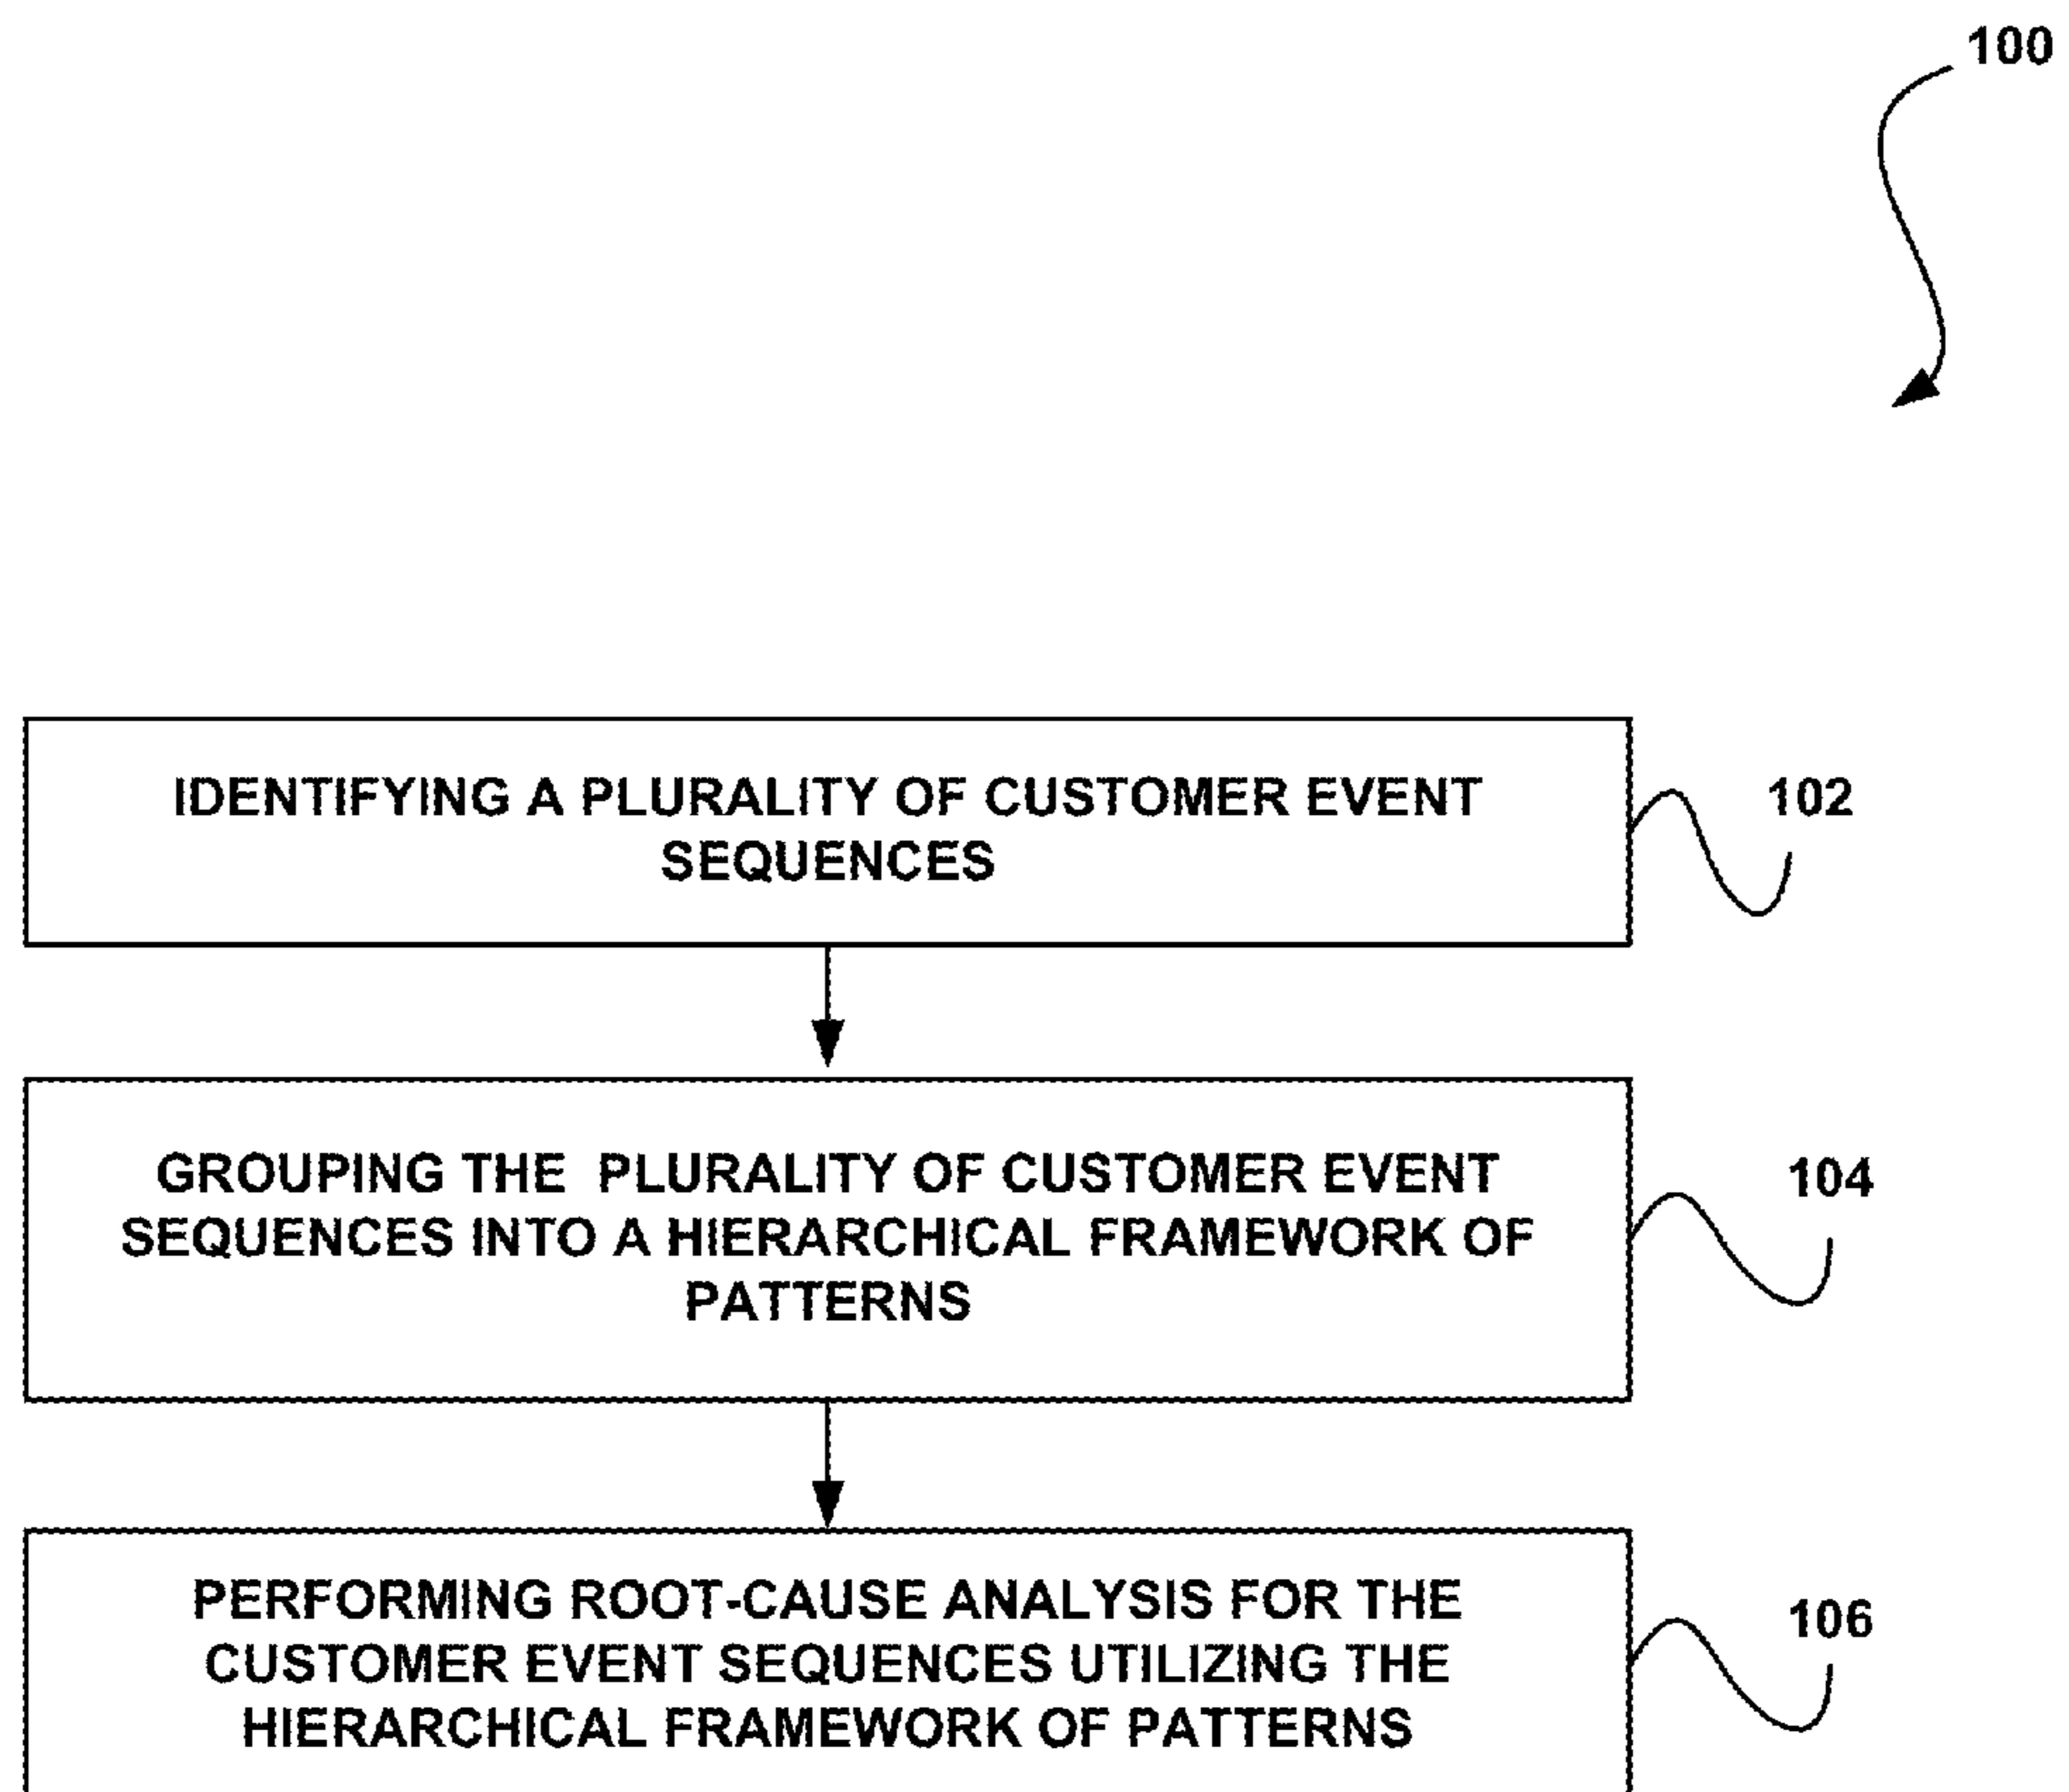 100
IDENTIFYING A PLURALITY OF CUSTOMER EVENT
SEQUENCES
102
GROUPING THE PLURALITY OF CUSTOMER EVENT
SEQUENCES INTO A HIERARCHICAL FRAMEWORK OF
PATTERNS
104
PERFORMING ROOT-CAUSE ANALYSIS FOR THE
CUSTOMER EVENT SEQUENCES UTILIZING THE
HIERARCHICAL FRAMEWORK OF PATTERNS
106